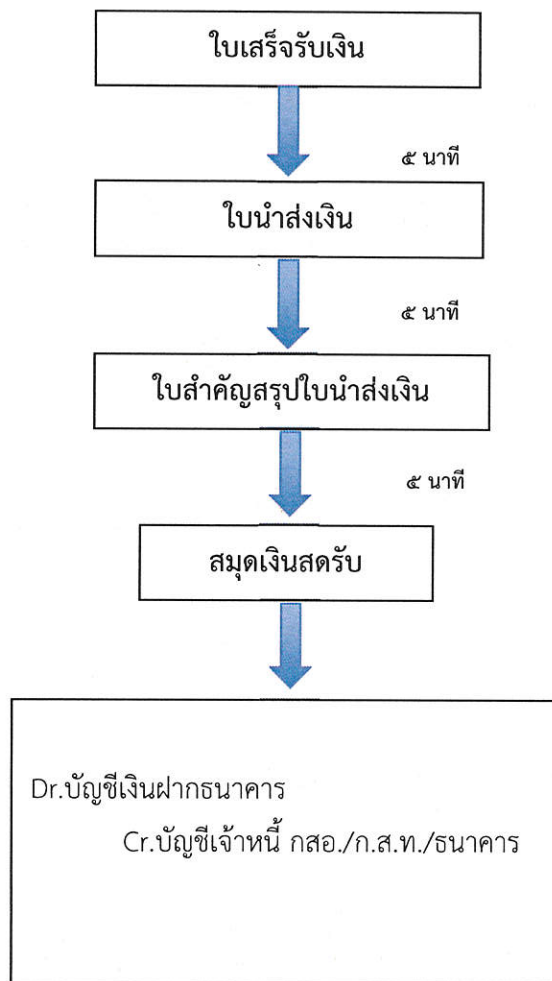 ใบเสร็จรับเงิน
๕ นาที
ใบนำส่งเงิน
๕ นาที
ใบสำคัญสรุปใบนำส่งเงิน
๕ นาที
สมุดเงินสดรับ
Dr.บัญชีเงินฝากธนาคาร
Cr.บัญชีเจ้าหนี้ กสอ./ก.ส.ท./ธนาคาร